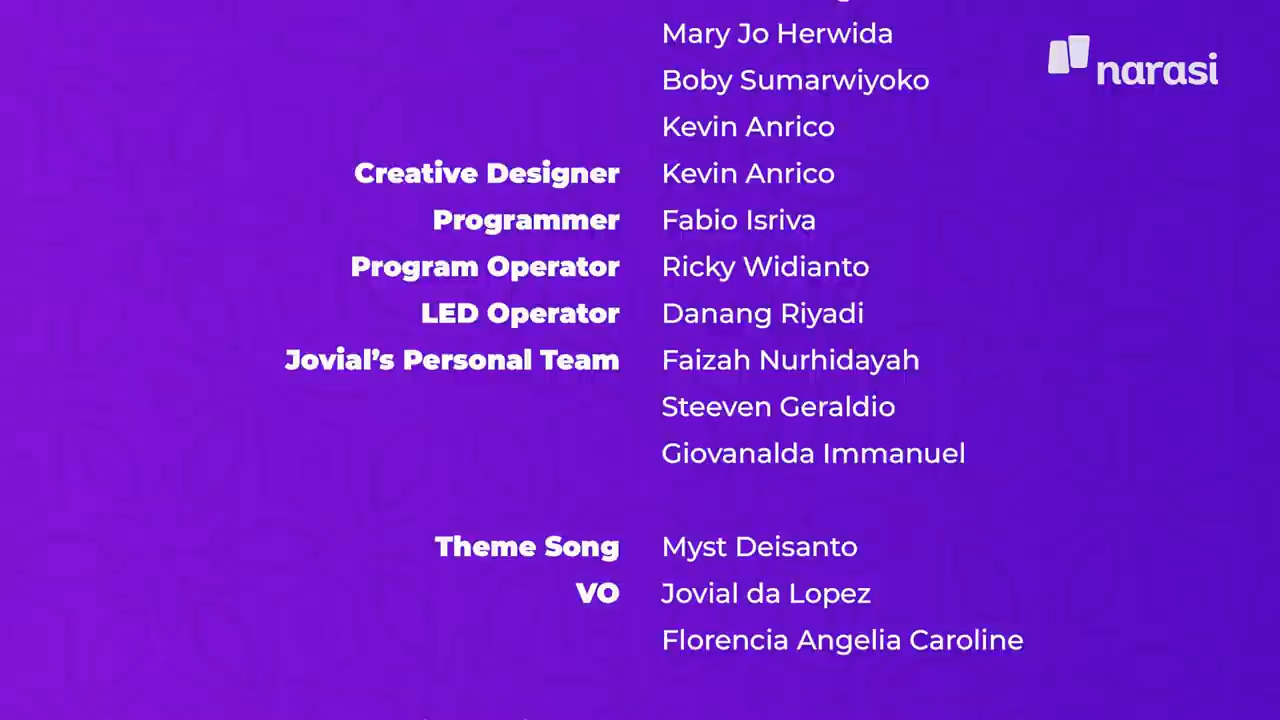 Mary Jo Herwida
narasi
Boby Sumarwiyoko
Kevin Anrico
Creative Designer Kevin Anrico
Programmer Fabio Isriva
Program Operator Ricky Widianto
LED Operator Danang Riyadi
Jovial's Personal Team Faizah Nurhidayah
Steeven Geraldio
Giovanalda Immanuel
Theme Song Myst Deisanto
VO Jovial da Lopez
Florencia Angelia Caroline